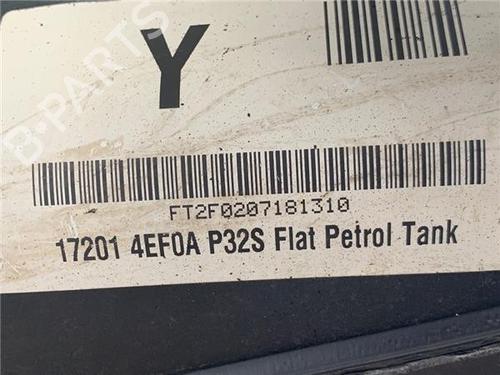 B-PARTS
Y
FT2F0207181310
17201 4EF0A P32S Flat Petrol Tank